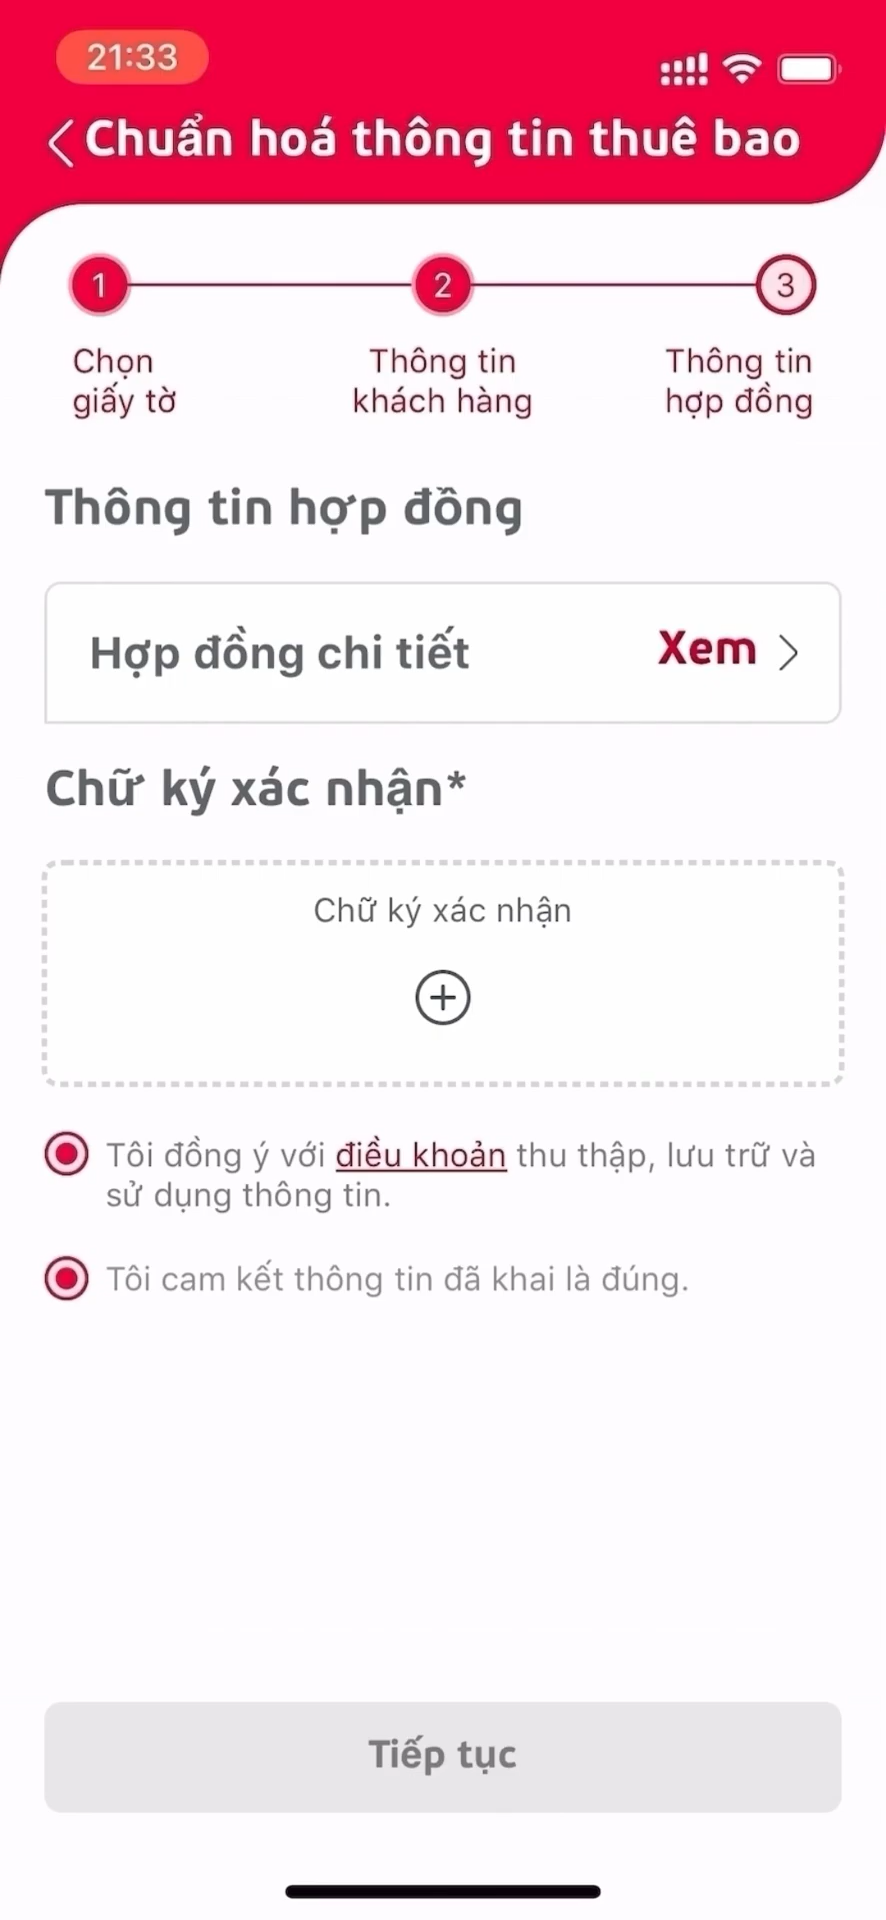 21:33
Chuẩn hoá thông tin thuê bao
1
2
3
Chọn
giấy tờ
Thông tin
khách hàng
Thông tin
hợp đồng
Thông tin hợp đồng
Hợp đồng chi tiết
Xem
Chữ ký xác nhận*
Chữ ký xác nhận
Tôi đồng ý với điều khoản thu thập, lưu trữ và
sử dụng thông tin.
Tôi cam kết thông tin đã khai là đúng.
Tiếp tục